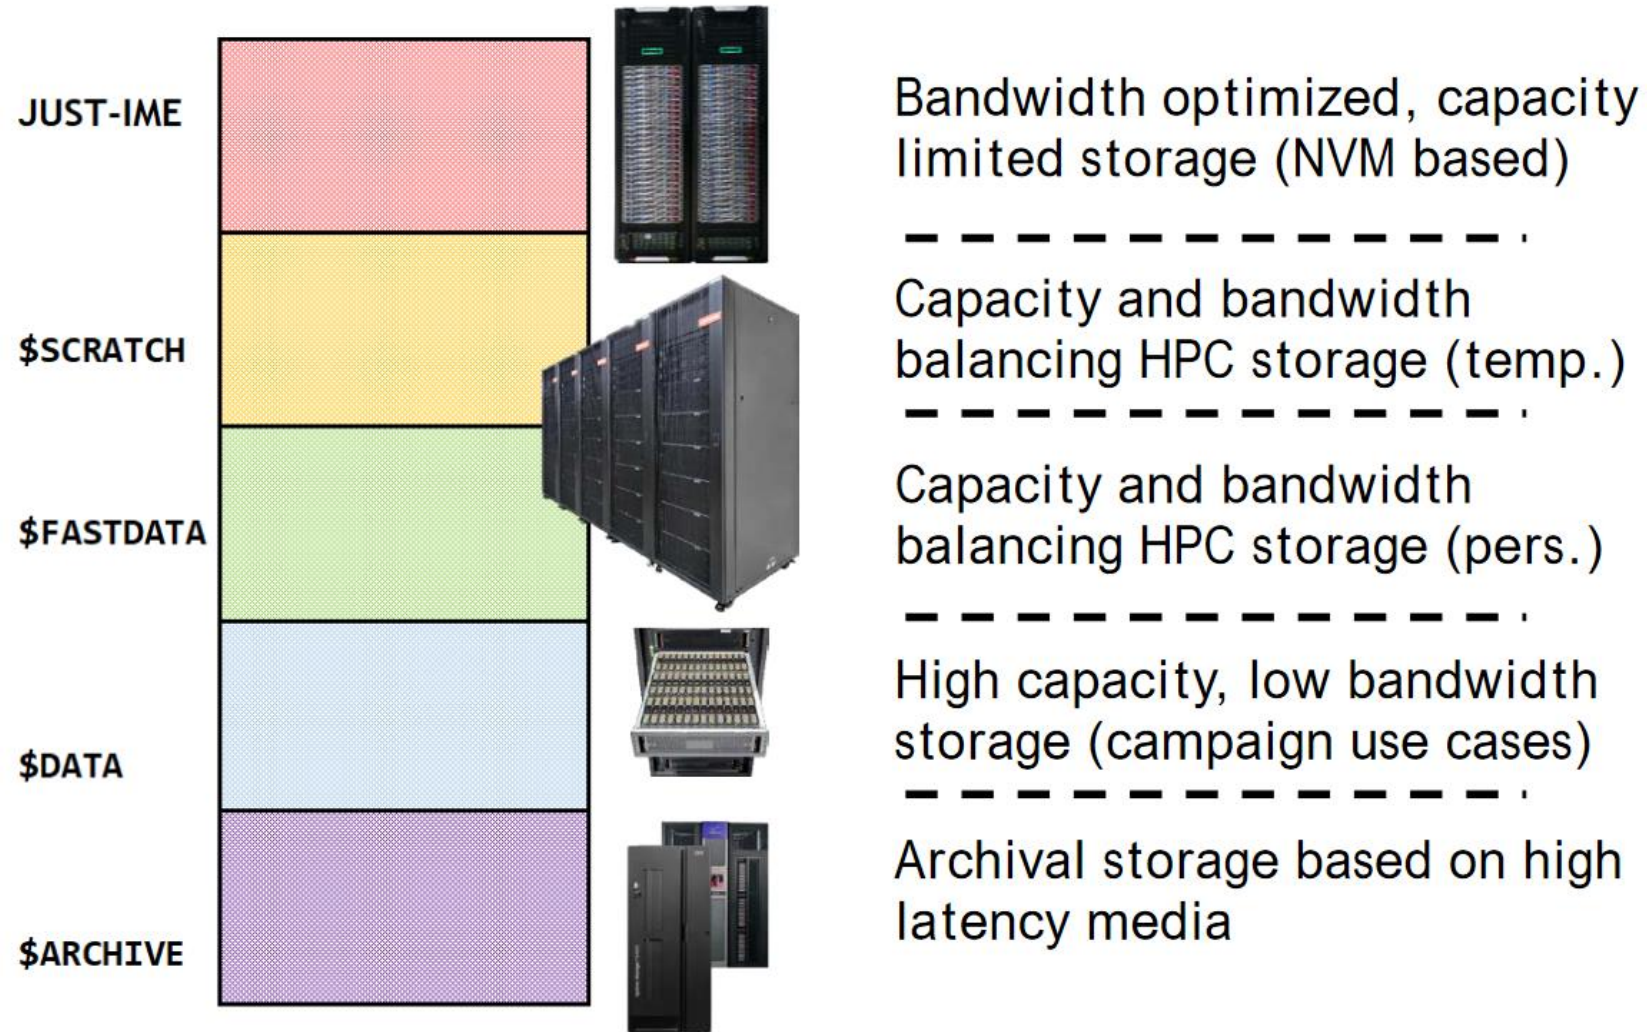 JUST-IME
Bandwidth optimized, capacity
limited storage (NVM based)
$SCRATCH
Capacity and bandwidth
balancing HPC storage (temp.)
$FASTDATA
Capacity and bandwidth
balancing HPC storage (pers.)
$DATA
High capacity, low bandwidth
storage (campaign use cases)
$ARCHIVE
Archival storage based on high
latency media